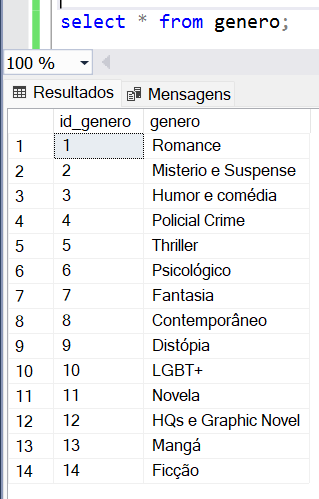 select * from genero;
100 %
Resultados Mensagens
id_genero genero
1 1 Romance
2 2 Misterio e Suspense
3 3 Humor e comédia
4 4 Policial Crime
5 5 Thriller
6 6 Psicológico
7 7 Fantasia
8 8 Contemporâneo
9 9 Distópia
10 10 LGBT+
11 11 Novela
12 12 HQs e Graphic Novel
13 13 Mangá
14 14 Ficção